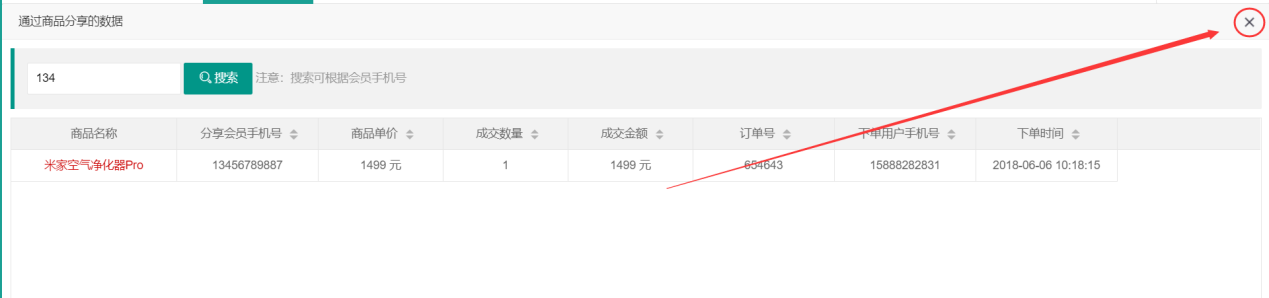 通过商品分享的数据
134 搜索 注意：搜索可根据会员手机号
商品名称 分享会员手机号 商品单价 成交数量 成交金额 订单号 下单用户手机号 下单时间
米家空气净化器Pro 13456789887 1499 元 1 1499 元 654643 15888282831 2018-06-06 10:18:15